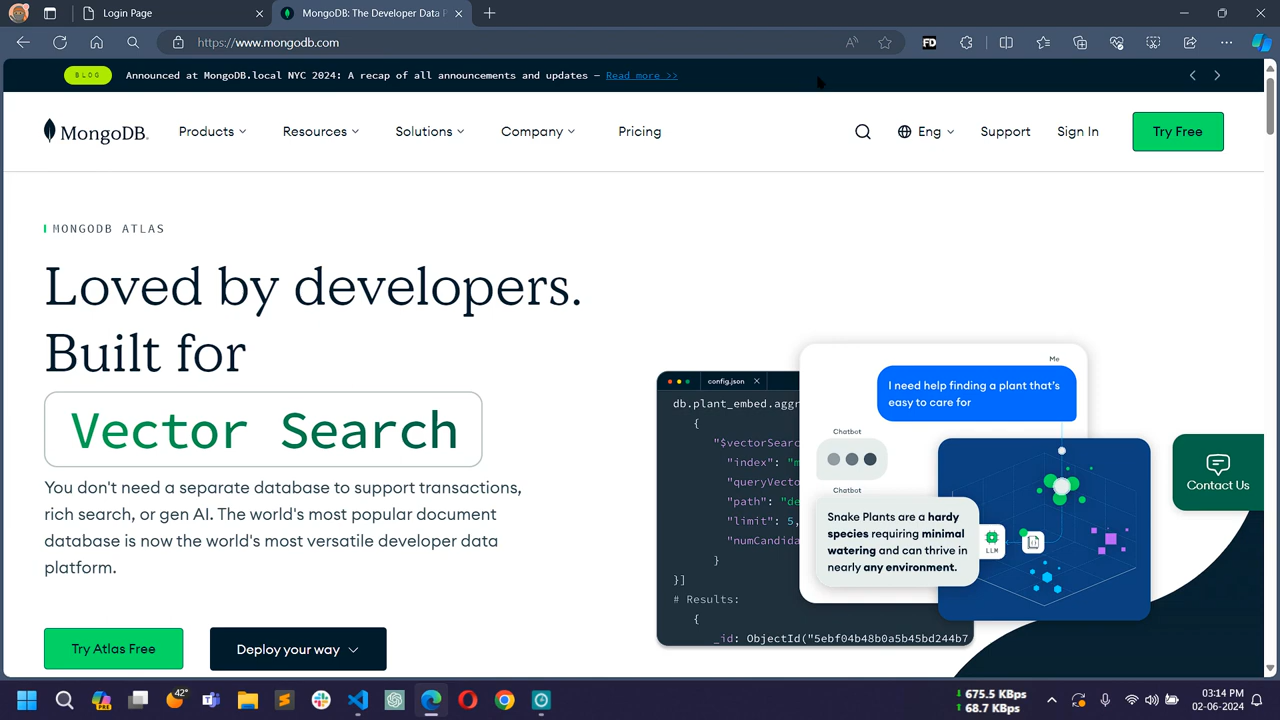 Login Page
MongoDB: The Developer Data P
https://www.mongodb.com
BLOG
Announced at MongoDB.local NYC 2024: A recap of all announcements and updates — Read more >>
MongoDB.
Products
Resources
Solutions
Company
Pricing
Eng
Support
Sign In
Try Free
MONGODB ATLAS
Loved by developers.
Built for
Vector Search
You don't need a separate database to support transactions,
rich search, or gen AI. The world's most popular document
database is now the world's most versatile developer data
platform.
Try Atlas Free
Deploy your way
config.json
db.plant_embed.aggr
{
"$vectorSearc
"index": "m
"queryVecto
"path": "de
"limit": 5,
"numCandida
}
}]
# Results:
{
_id: ObjectId("5ebf04b48b0a5b45bd244b7
Me
I need help finding a plant that's
easy to care for
Chatbot
Chatbot
Snake Plants are a hardy
species requiring minimal
watering and can thrive in
nearly any environment.
LLM
Contact Us
FD
PRE
42°
675.5 KBps
68.7 KBps
03:14 PM
02-06-2024